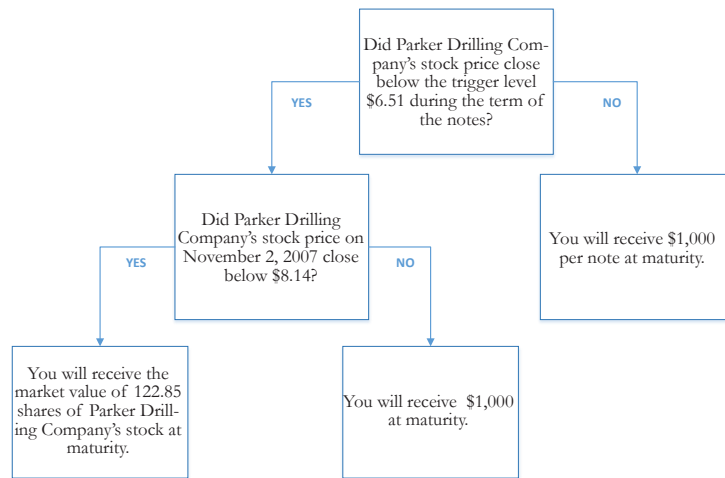 Did Parker Drilling Com-
pany's stock price close
below the trigger level
$6.51 during the term of
the notes?
YES
NO
Did Parker Drilling
Company's stock price on
November 2, 2007 close
below $8.14?
You will receive $1,000
per note at maturity.
YES
NO
You will receive the
market value of 122.85
shares of Parker Drill-
ing Company's stock at
maturity.
You will receive $1,000
at maturity.